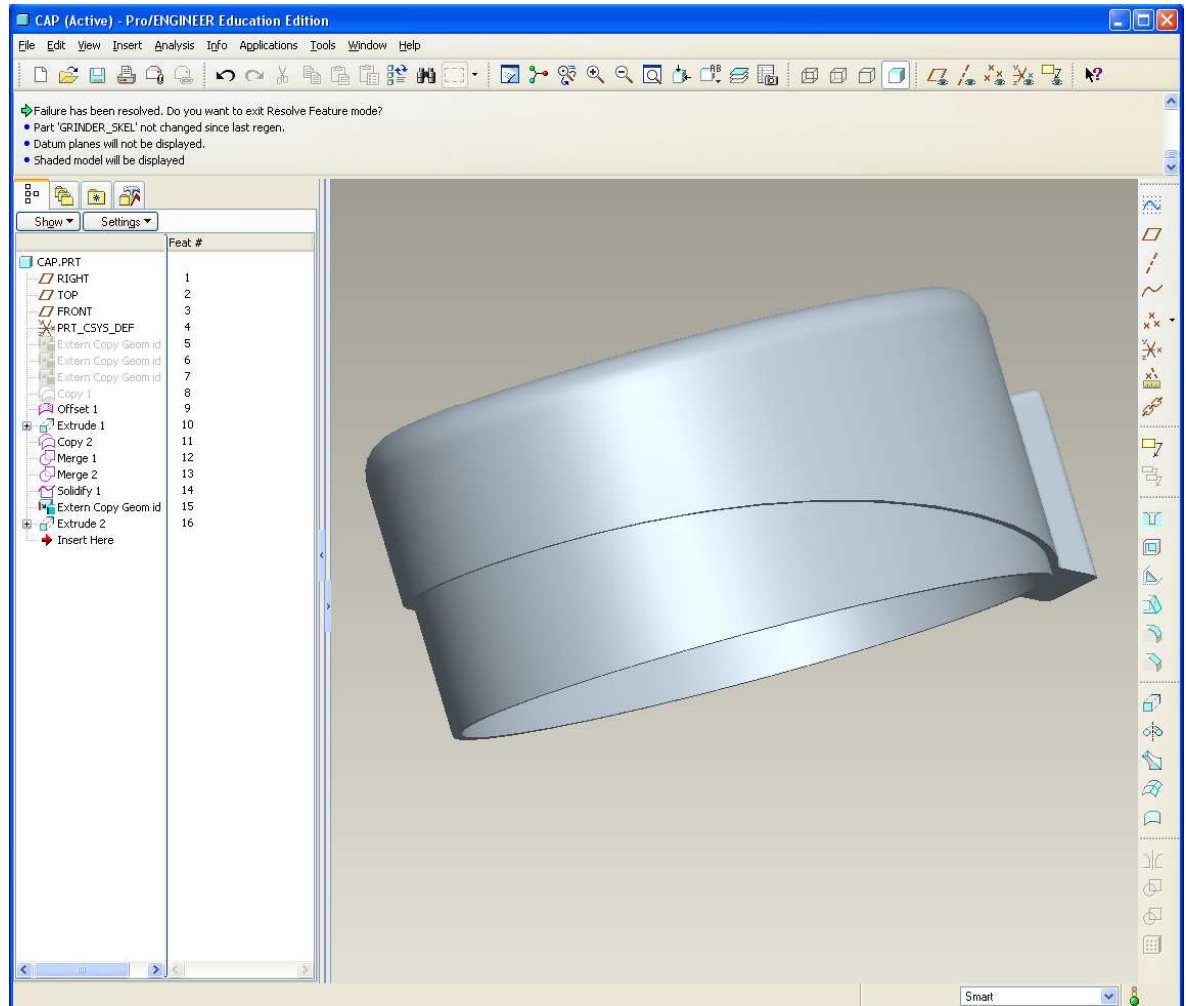 CAP (Active) - Pro/ENGINEER Education Edition
File Edit View Insert Analysis Info Applications Tools Window Help
Failure has been resolved. Do you want to exit Resolve Feature mode?
Part 'GRINDER_SKEL' not changed since last regen.
Datum planes will not be displayed.
Shaded model will be displayed
Show Settings
Feat #
CAP.PRT
RIGHT 1
TOP 2
FRONT 3
PRT_CSYS_DEF 4
Extern Copy Geom id 5
Extern Copy Geom id 6
Extern Copy Geom id 7
Copy 1 8
Offset 1 9
Extrude 1 10
Copy 2 11
Merge 1 12
Merge 2 13
Solidify 1 14
Extern Copy Geom id 15
Extrude 2 16
Insert Here
Smart